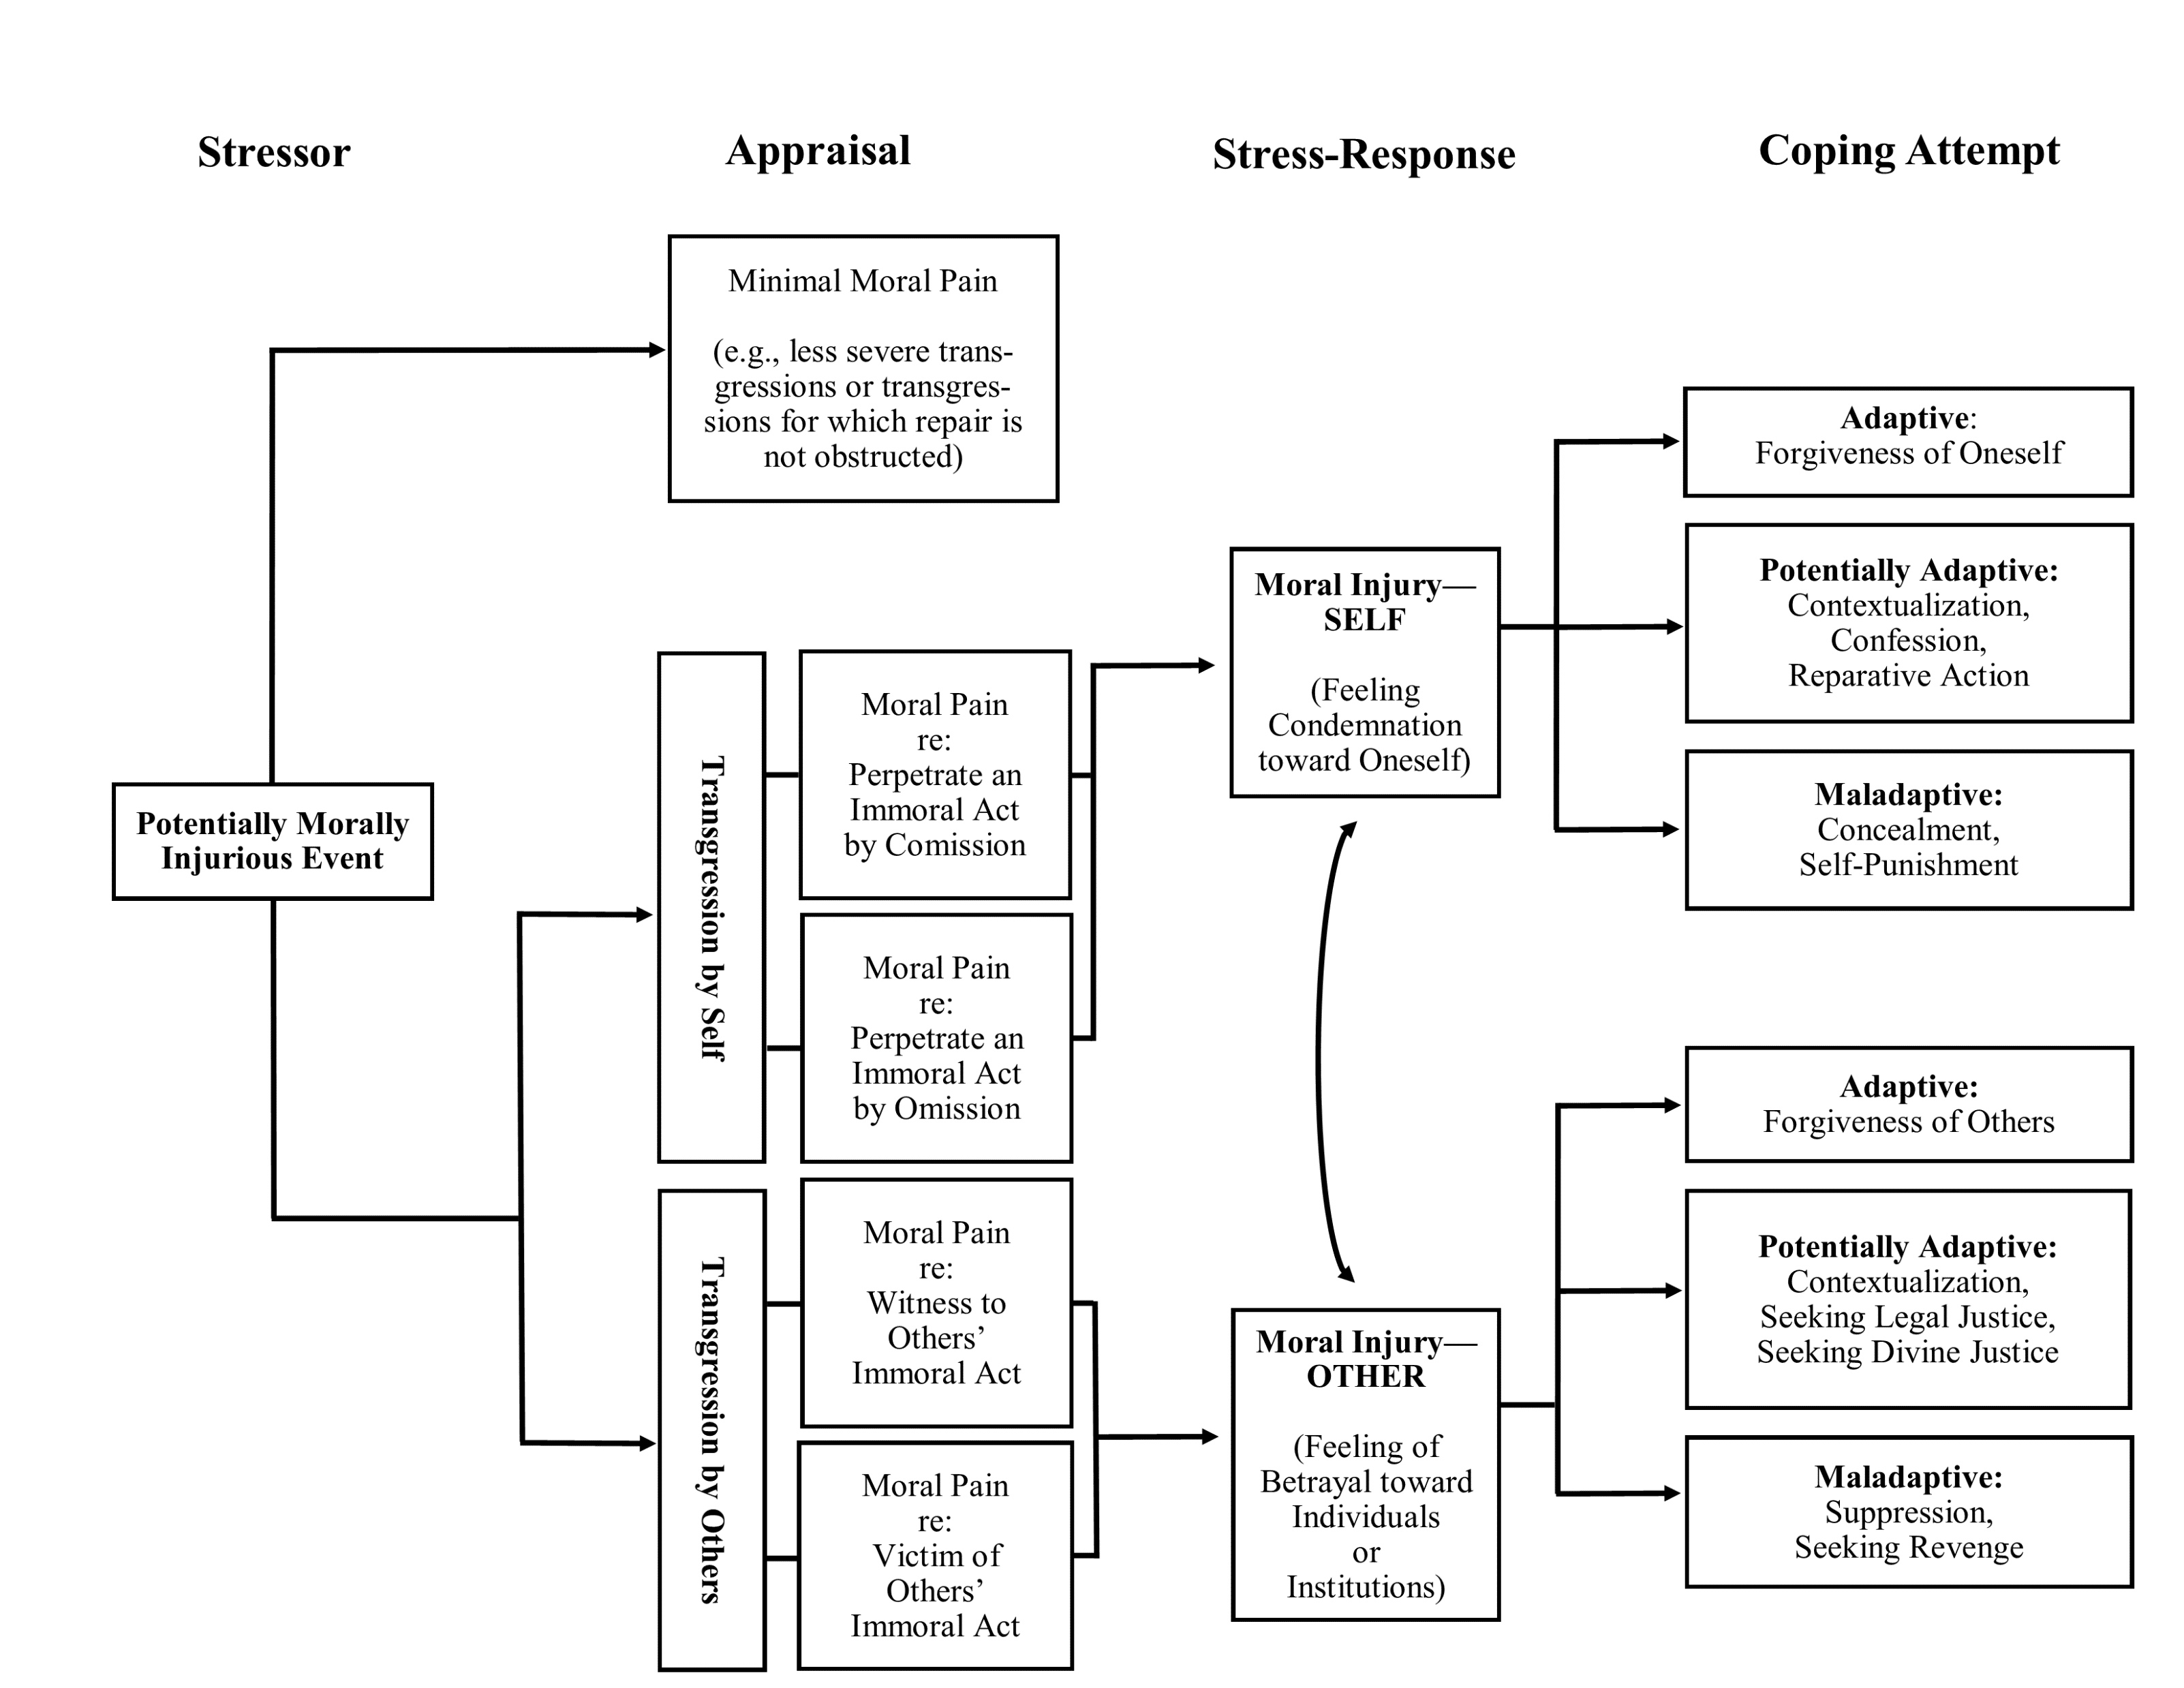 Stressor
Appraisal
Stress-Response
Coping Attempt
Minimal Moral Pain
(e.g., less severe trans-
gressions or transgres-
sions for which repair is
not obstructed)
Potentially Morally
Injurious Event
Transgression by Self
Moral Pain
re:
Perpetrate an
Immoral Act
by Comission
Moral Pain
re:
Perpetrate an
Immoral Act
by Omission
Transgression by Others
Moral Pain
re:
Witness to
Others’
Immoral Act
Moral Pain
re:
Victim of
Others’
Immoral Act
Moral Injury—
SELF
(Feeling
Condemnation
toward Oneself)
Moral Injury—
OTHER
(Feeling of
Betrayal toward
Individuals
or
Institutions)
Adaptive:
Forgiveness of Oneself
Potentially Adaptive:
Contextualization,
Confession,
Reparative Action
Maladaptive:
Concealment,
Self-Punishment
Adaptive:
Forgiveness of Others
Potentially Adaptive:
Contextualization,
Seeking Legal Justice,
Seeking Divine Justice
Maladaptive:
Suppression,
Seeking Revenge